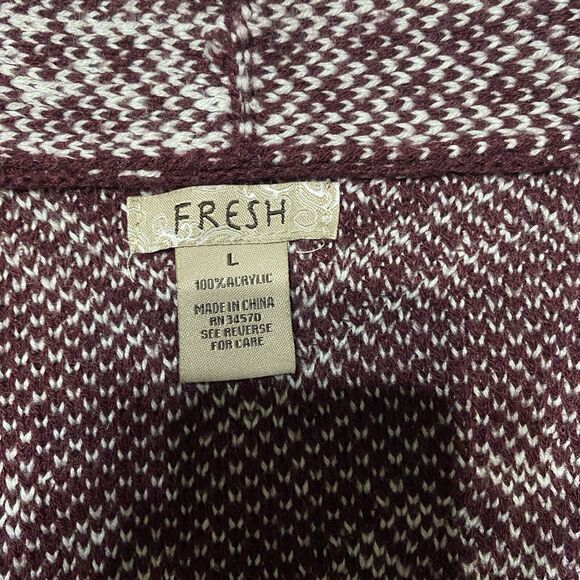 FRESH
L
100% ACRYLIC
MADE IN CHINA
RN 34570
SEE REVERSE
FOR CARE